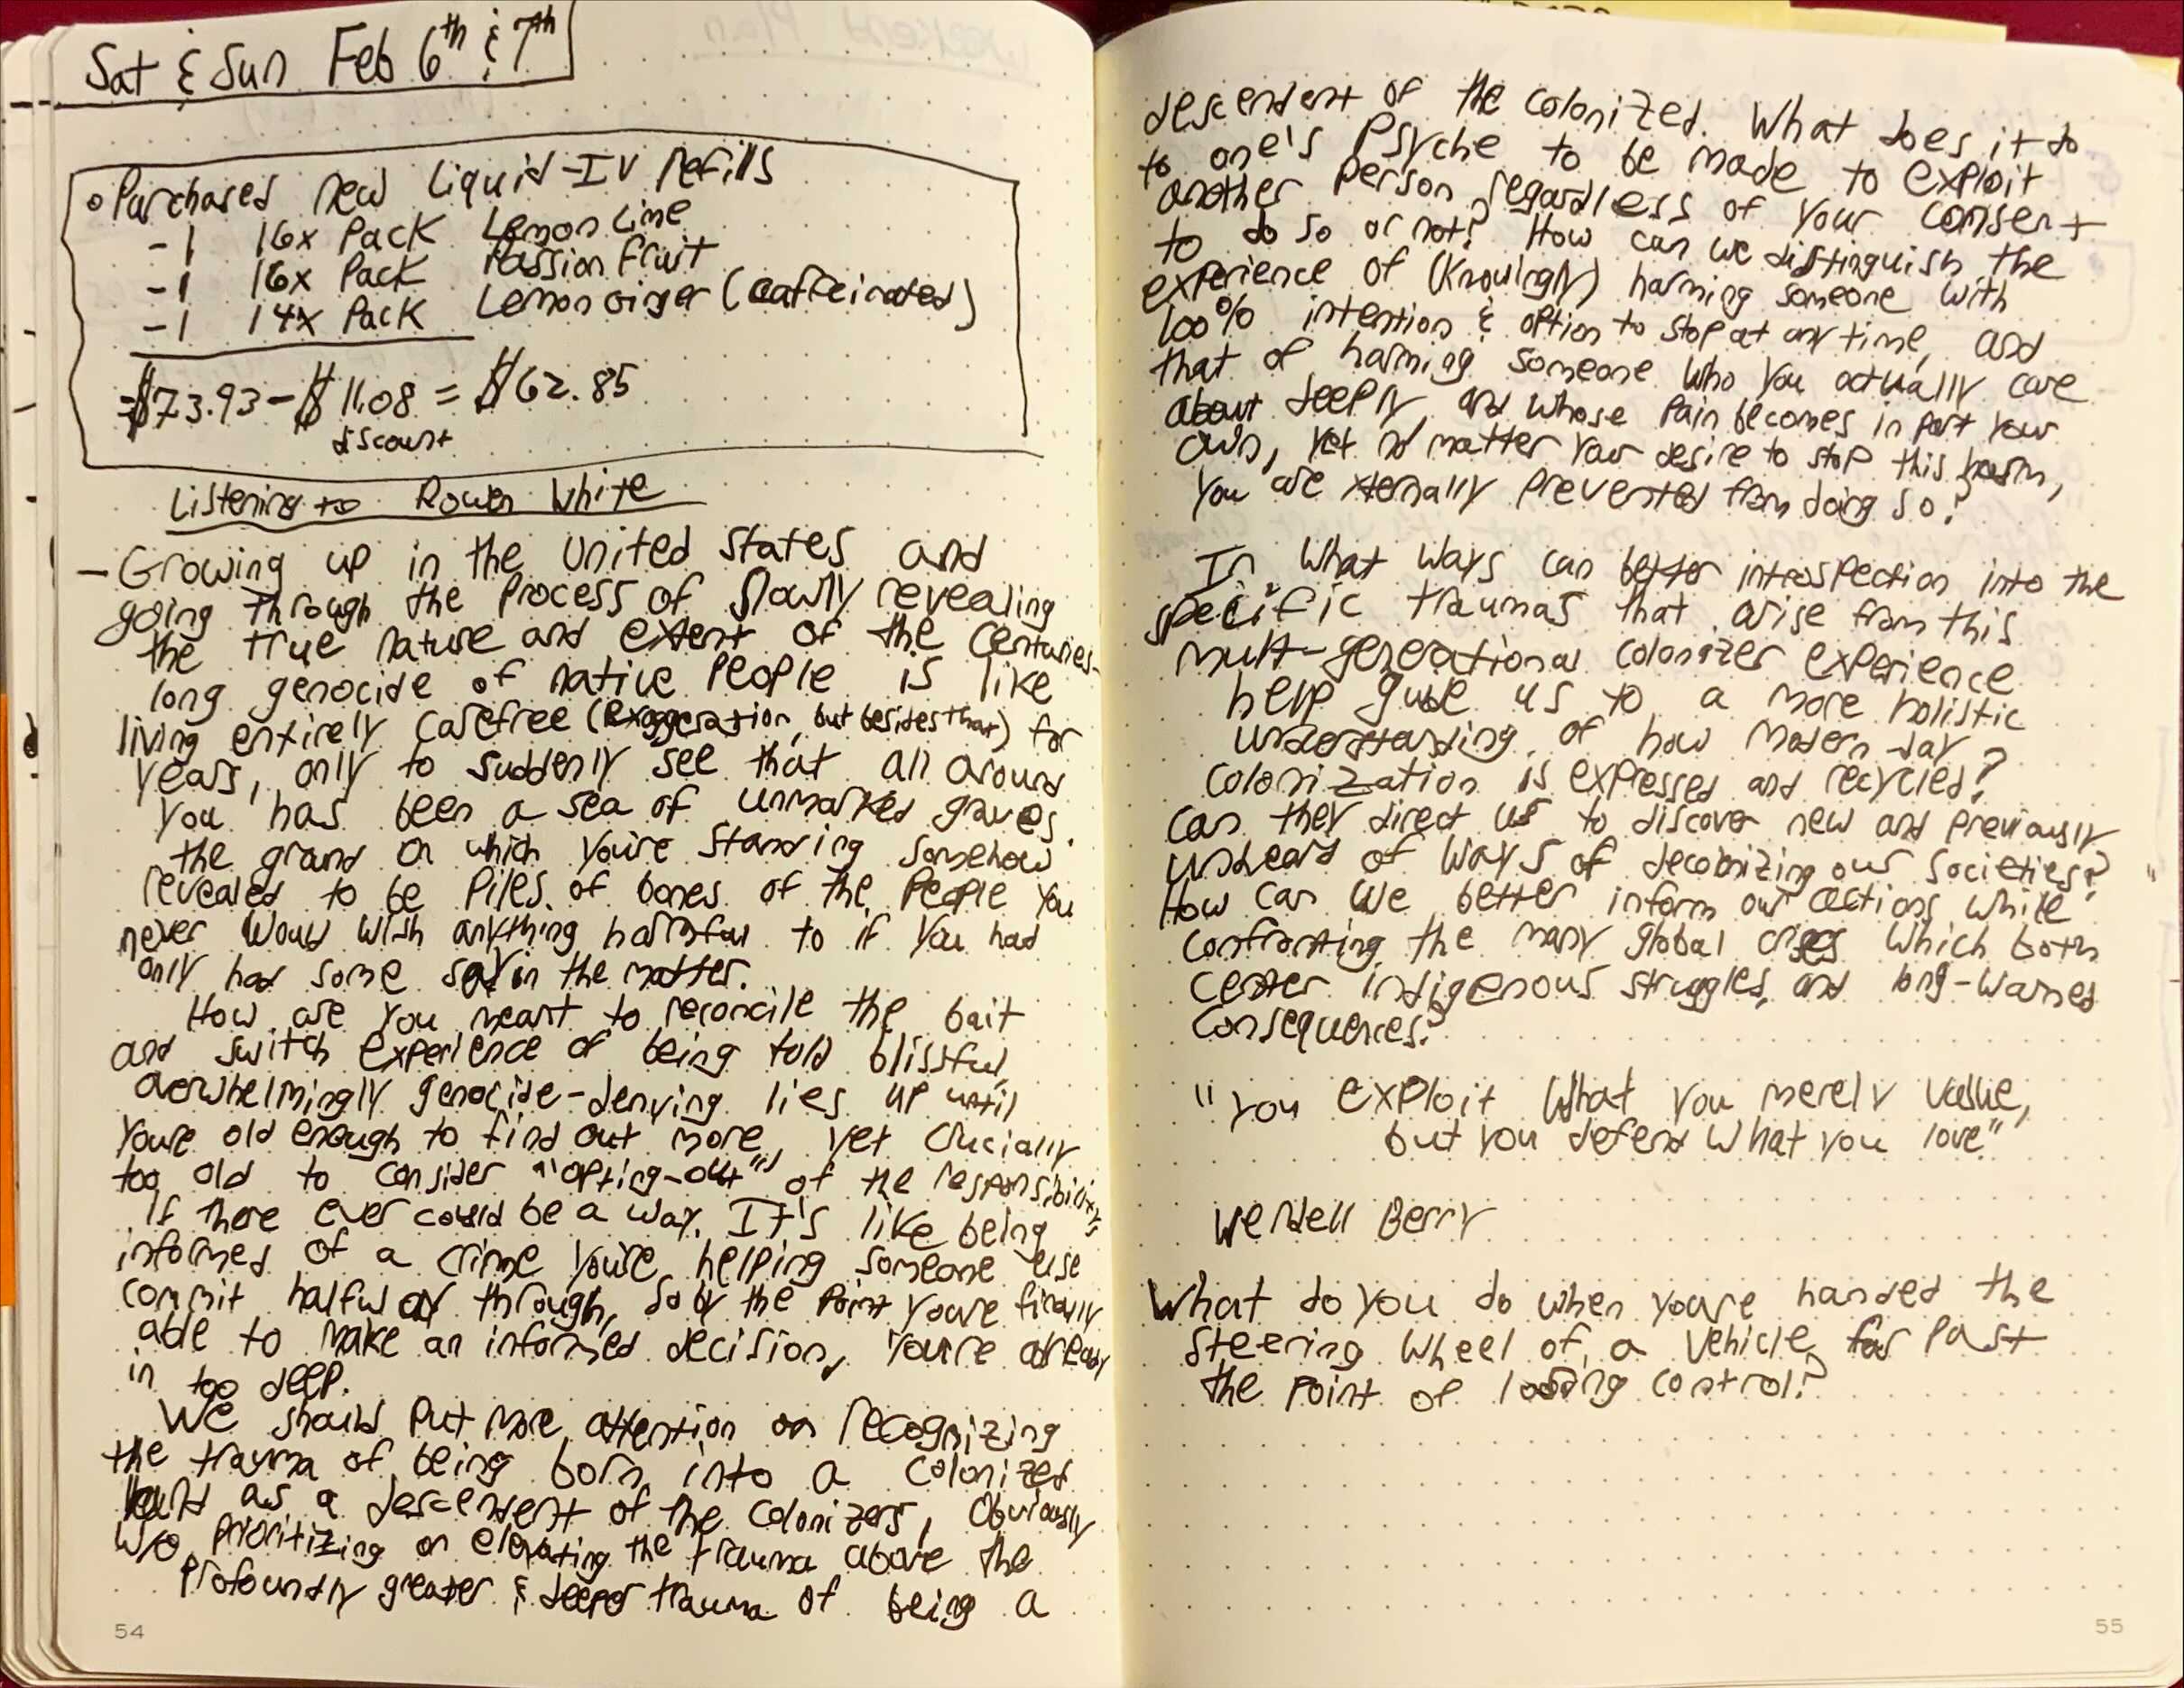 Sat & Sun Feb 6th & 7th
• Purchased new Liquid-IV Refills
- 1 16x Pack Lemon Lime
- 1 16x Pack Passion Fruit
- 1 14x Pack Lemon Ginger (caffeinated)
$73.93 - $11.08 = $62.85
discount
Listening to Rowen White
- Growing up in the United States and
going through the process of slowly revealing
the true nature and extent of the centuries-
long genocide of native people is like
living entirely carefree (exaggeration, but besides that) for
years, only to suddenly see that all around
you has been a sea of unmarked graves.
the ground on which you're standing somehow
revealed to be piles of bones of the people you
never would wish anything harmful to if you had
only had some say in the matter.
How are you meant to reconcile the bait
and switch experience of being told blissful,
overwhelmingly genocide-denying lies up until
you're old enough to find out more, yet crucially
too old to consider "opting-out" of the responsibility,
if there ever could be a way. It's like being
informed of a crime you're helping someone else
commit halfway through, so by the point you're finally
able to make an informed decision, you're already
in too deep.
We should put more attention on recognizing
the trauma of being born into a colonized
land as a descendent of the colonizers, obviously
w/o prioritizing or elevating the trauma above the
profoundly greater & deeper trauma of being a
54
descendent of the colonized. What does it do
to one's psyche to be made to exploit
another person regardless of your consent
to do so or not? How can we distinguish the
experience of (knowingly) harming someone with
100% intention & option to stop at any time, and
that of harming someone who you actually care
about deeply, and whose pain becomes in part your
own, yet no matter your desire to stop this harm,
you are xternally prevented from doing so?
In what ways can better introspection into the
specific traumas that arise from this
multi-generational colonizer experience
help guide us to a more holistic
understanding of how modern day
colonization is expressed and recycled?
Can they direct us to discover new and previously
unheard of ways of decolonizing our societies?
How can we better inform our actions while
confronting the many global crises which both
center indigenous struggles, and long-warned
consequences?
"you exploit what you merely value,
but you defend what you love"
Wendell Berry
What do you do when you're handed the
steering wheel of a vehicle far past
the point of losing control?
55